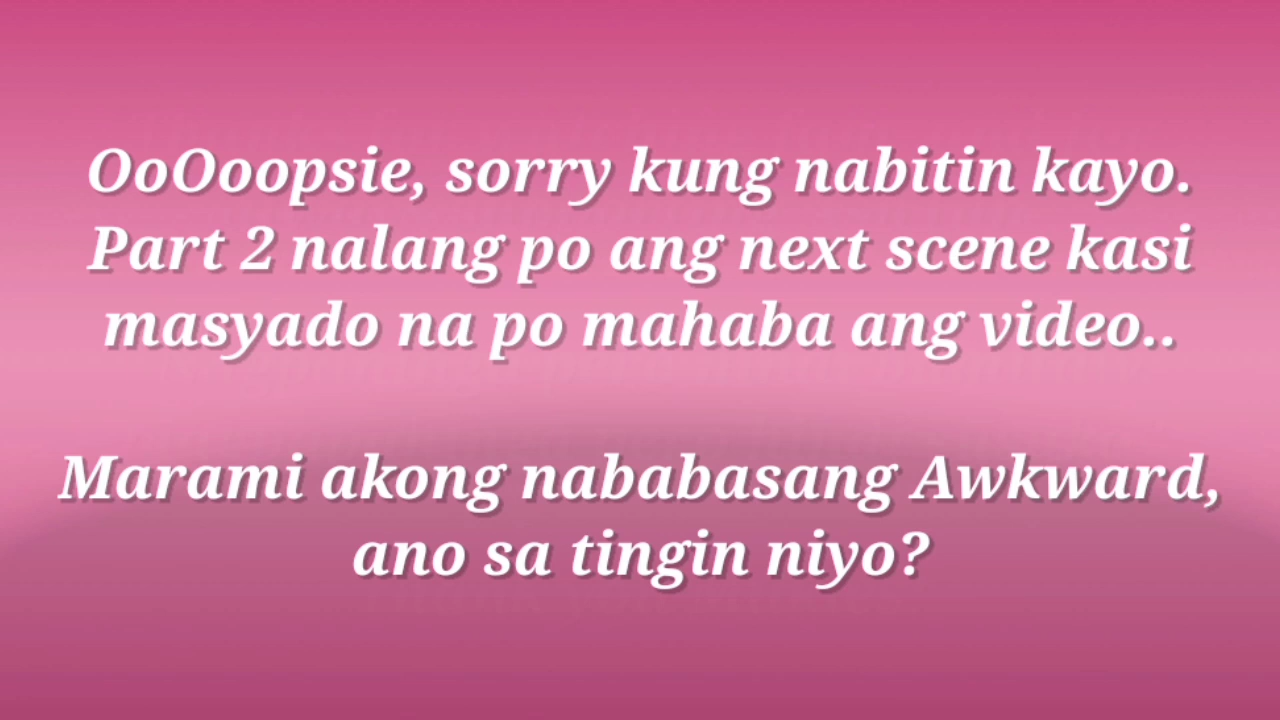 OoOoopsie, sorry kung nabitin kayo.
Part 2 nalang po ang next scene kasi
masyado na po mahaba ang video..
Marami akong nababasang Awkward,
ano sa tingin niyo?